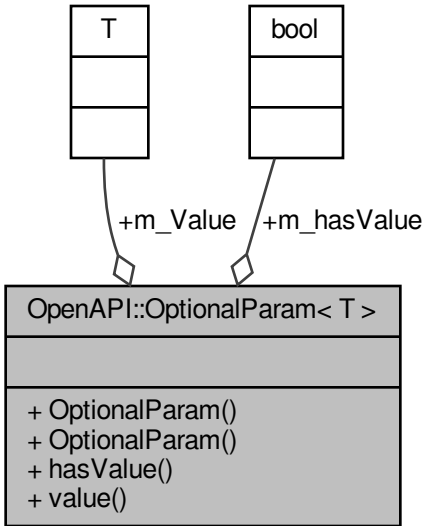 T
bool
+m_Value
+m_hasValue
OpenAPI::OptionalParam< T >
+ OptionalParam()
+ OptionalParam()
+ hasValue()
+ value()